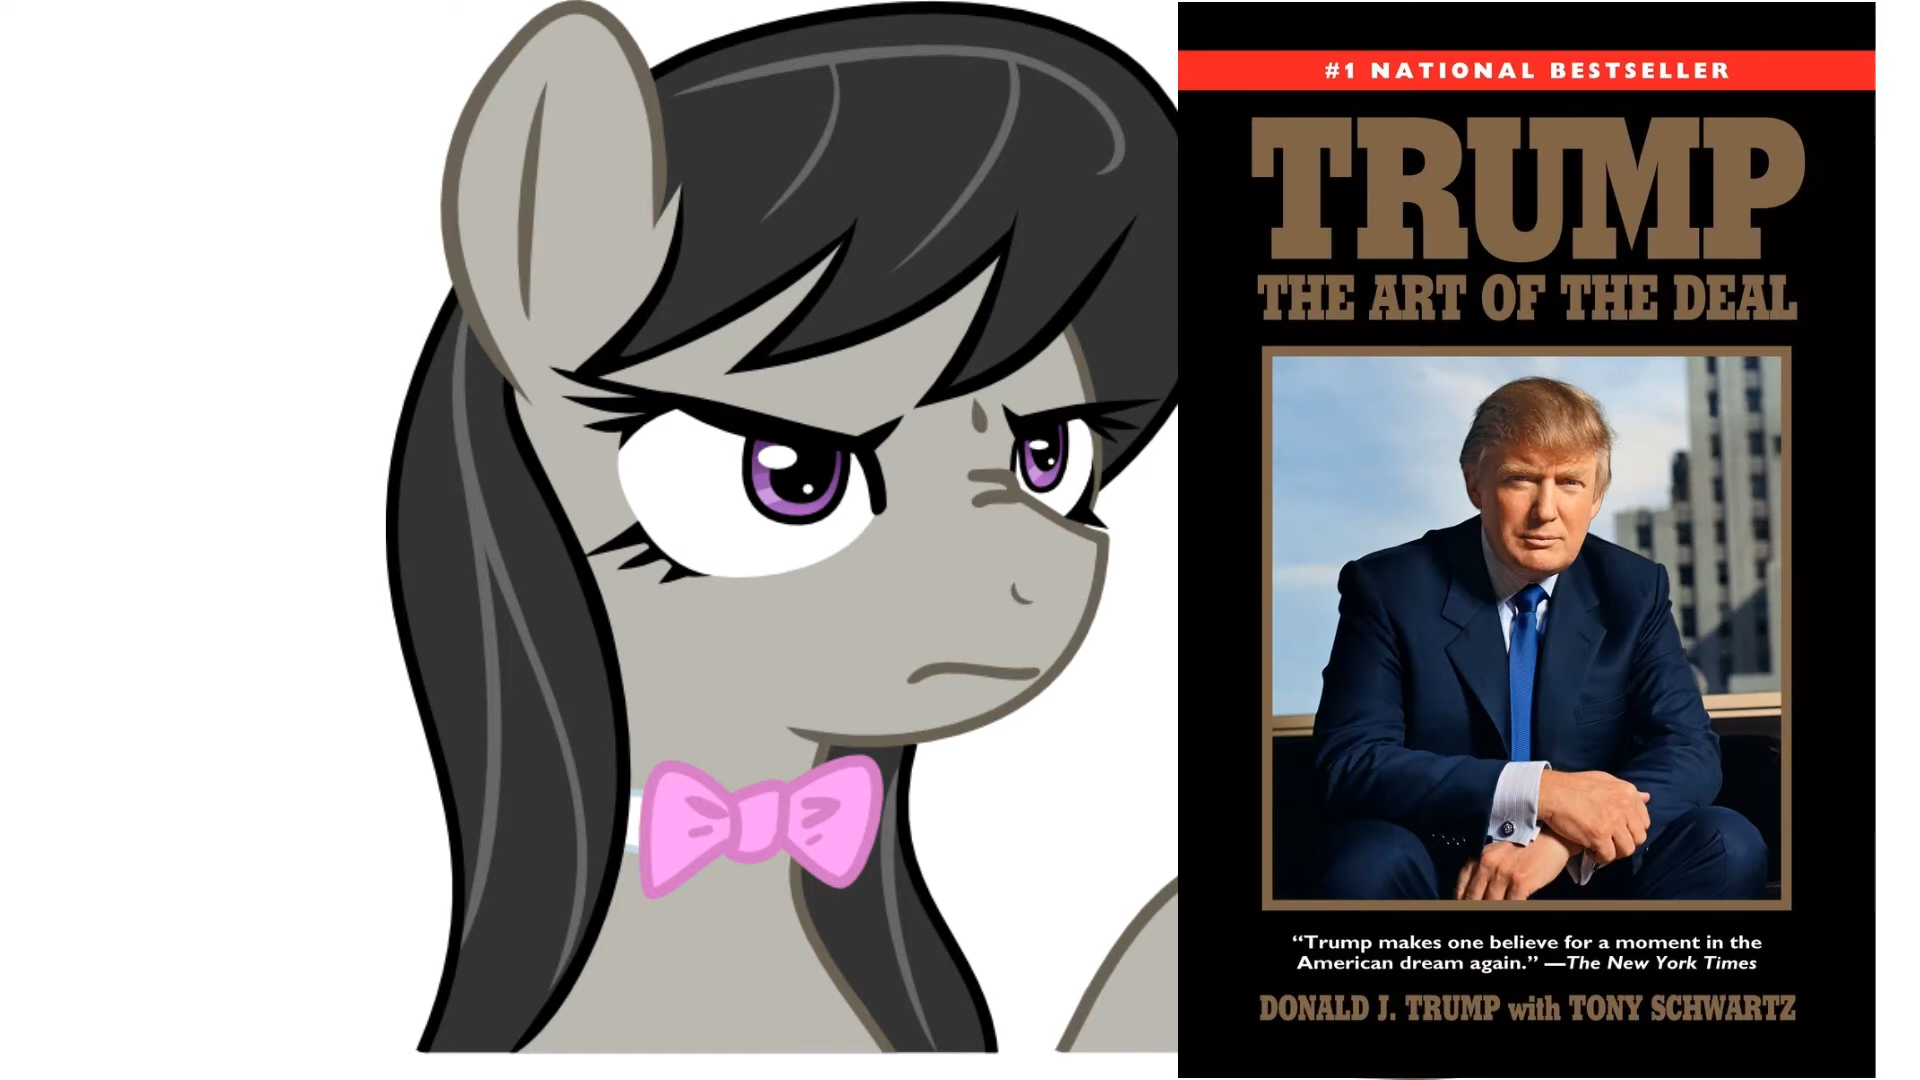 #1 NATIONAL BESTSELLER
TRUMP
THE ART OF THE DEAL
“Trump makes one believe for a moment in the
American dream again.” —The New York Times
DONALD J. TRUMP with TONY SCHWARTZ